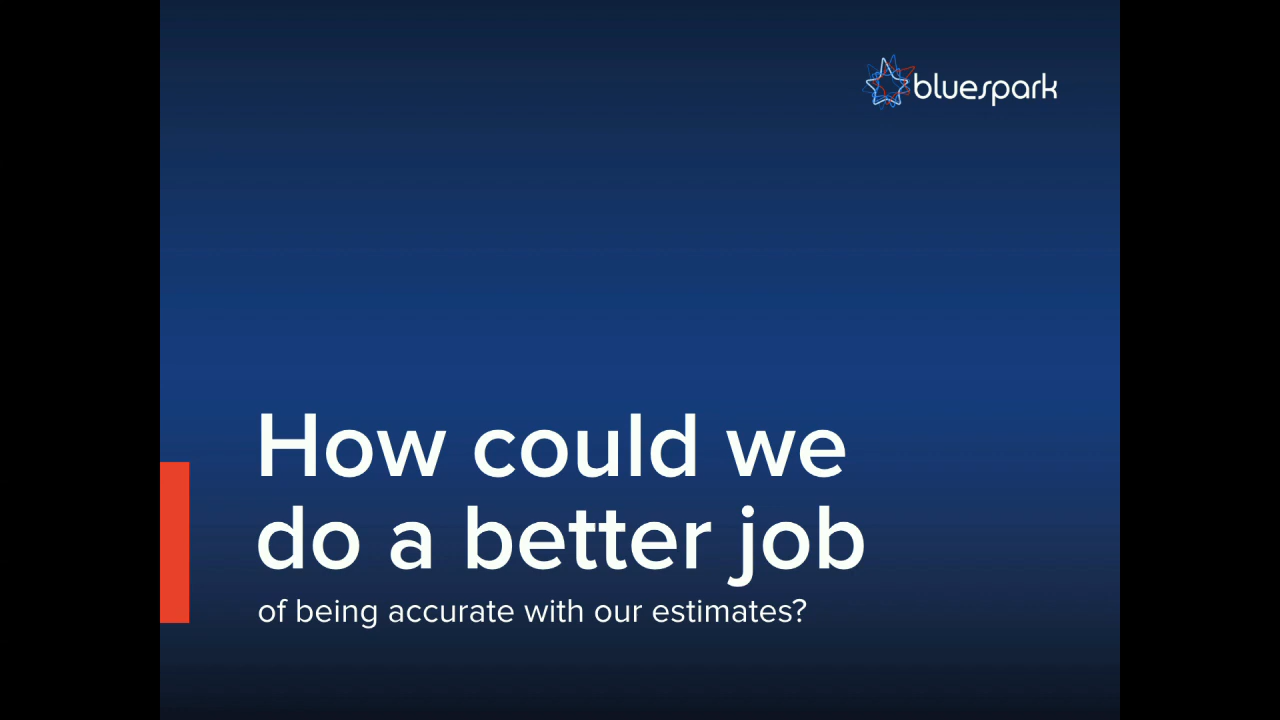 bluespark
How could we
do a better job
of being accurate with our estimates?